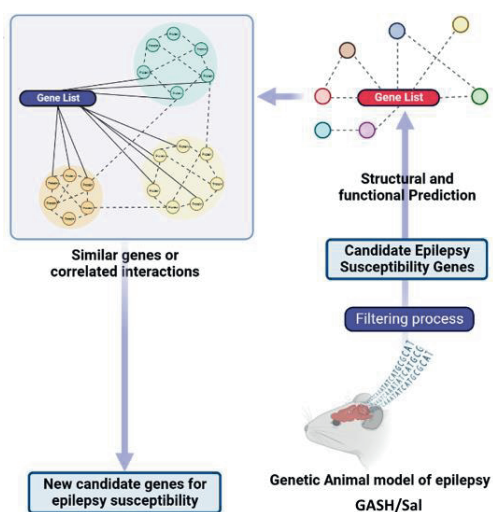 Gene List
Gene List
Structural and
functional Prediction
Similar genes or
correlated interactions
Candidate Epilepsy
Susceptibility Genes
Filtering process
New candidate genes for
epilepsy susceptibility
Genetic Animal model of epilepsy
GASH/Sal